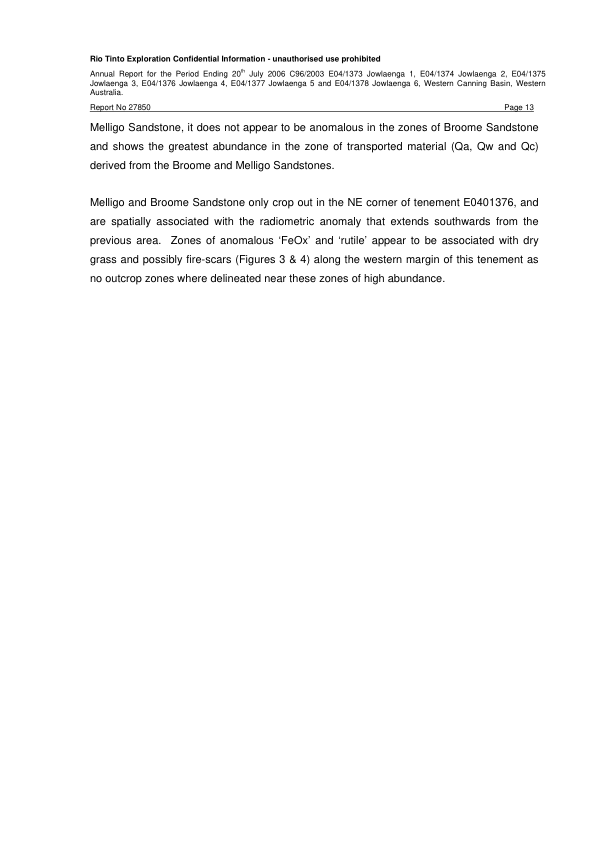 Rio Tinto Exploration Confidential Information - unauthorised use prohibited
Annual Report for the Period Ending 20th July 2006 C96/2003 E04/1373 Jowlaenga 1, E04/1374 Jowlaenga 2, E04/1375
Jowlaenga 3, E04/1376 Jowlaenga 4, E04/1377 Jowlaenga 5 and E04/1378 Jowlaenga 6, Western Canning Basin, Western
Australia.
Report No 27850 Page 13
Melligo Sandstone, it does not appear to be anomalous in the zones of Broome Sandstone
and shows the greatest abundance in the zone of transported material (Qa, Qw and Qc)
derived from the Broome and Melligo Sandstones.
Melligo and Broome Sandstone only crop out in the NE corner of tenement E0401376, and
are spatially associated with the radiometric anomaly that extends southwards from the
previous area. Zones of anomalous ‘FeOx’ and ‘rutile’ appear to be associated with dry
grass and possibly fire-scars (Figures 3 & 4) along the western margin of this tenement as
no outcrop zones where delineated near these zones of high abundance.